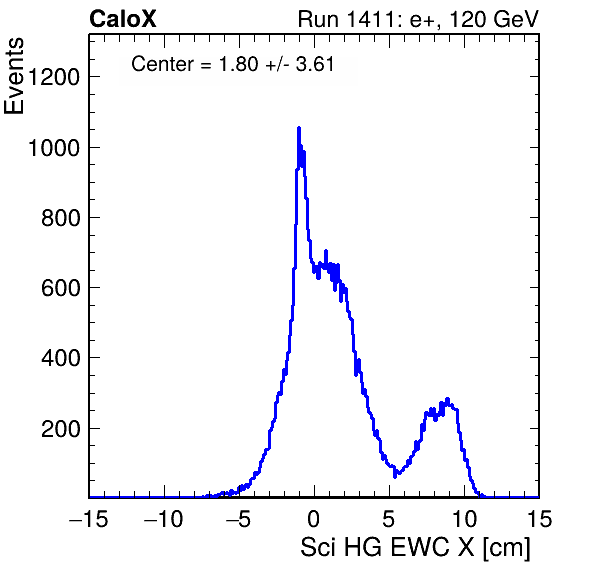 CaloX Run 1411: e+, 120 GeV
Center = 1.80 +/- 3.61
Events
1200
1000
800
600
400
200
−15 −10 −5 0 5 10 15
Sci HG EWC X [cm]